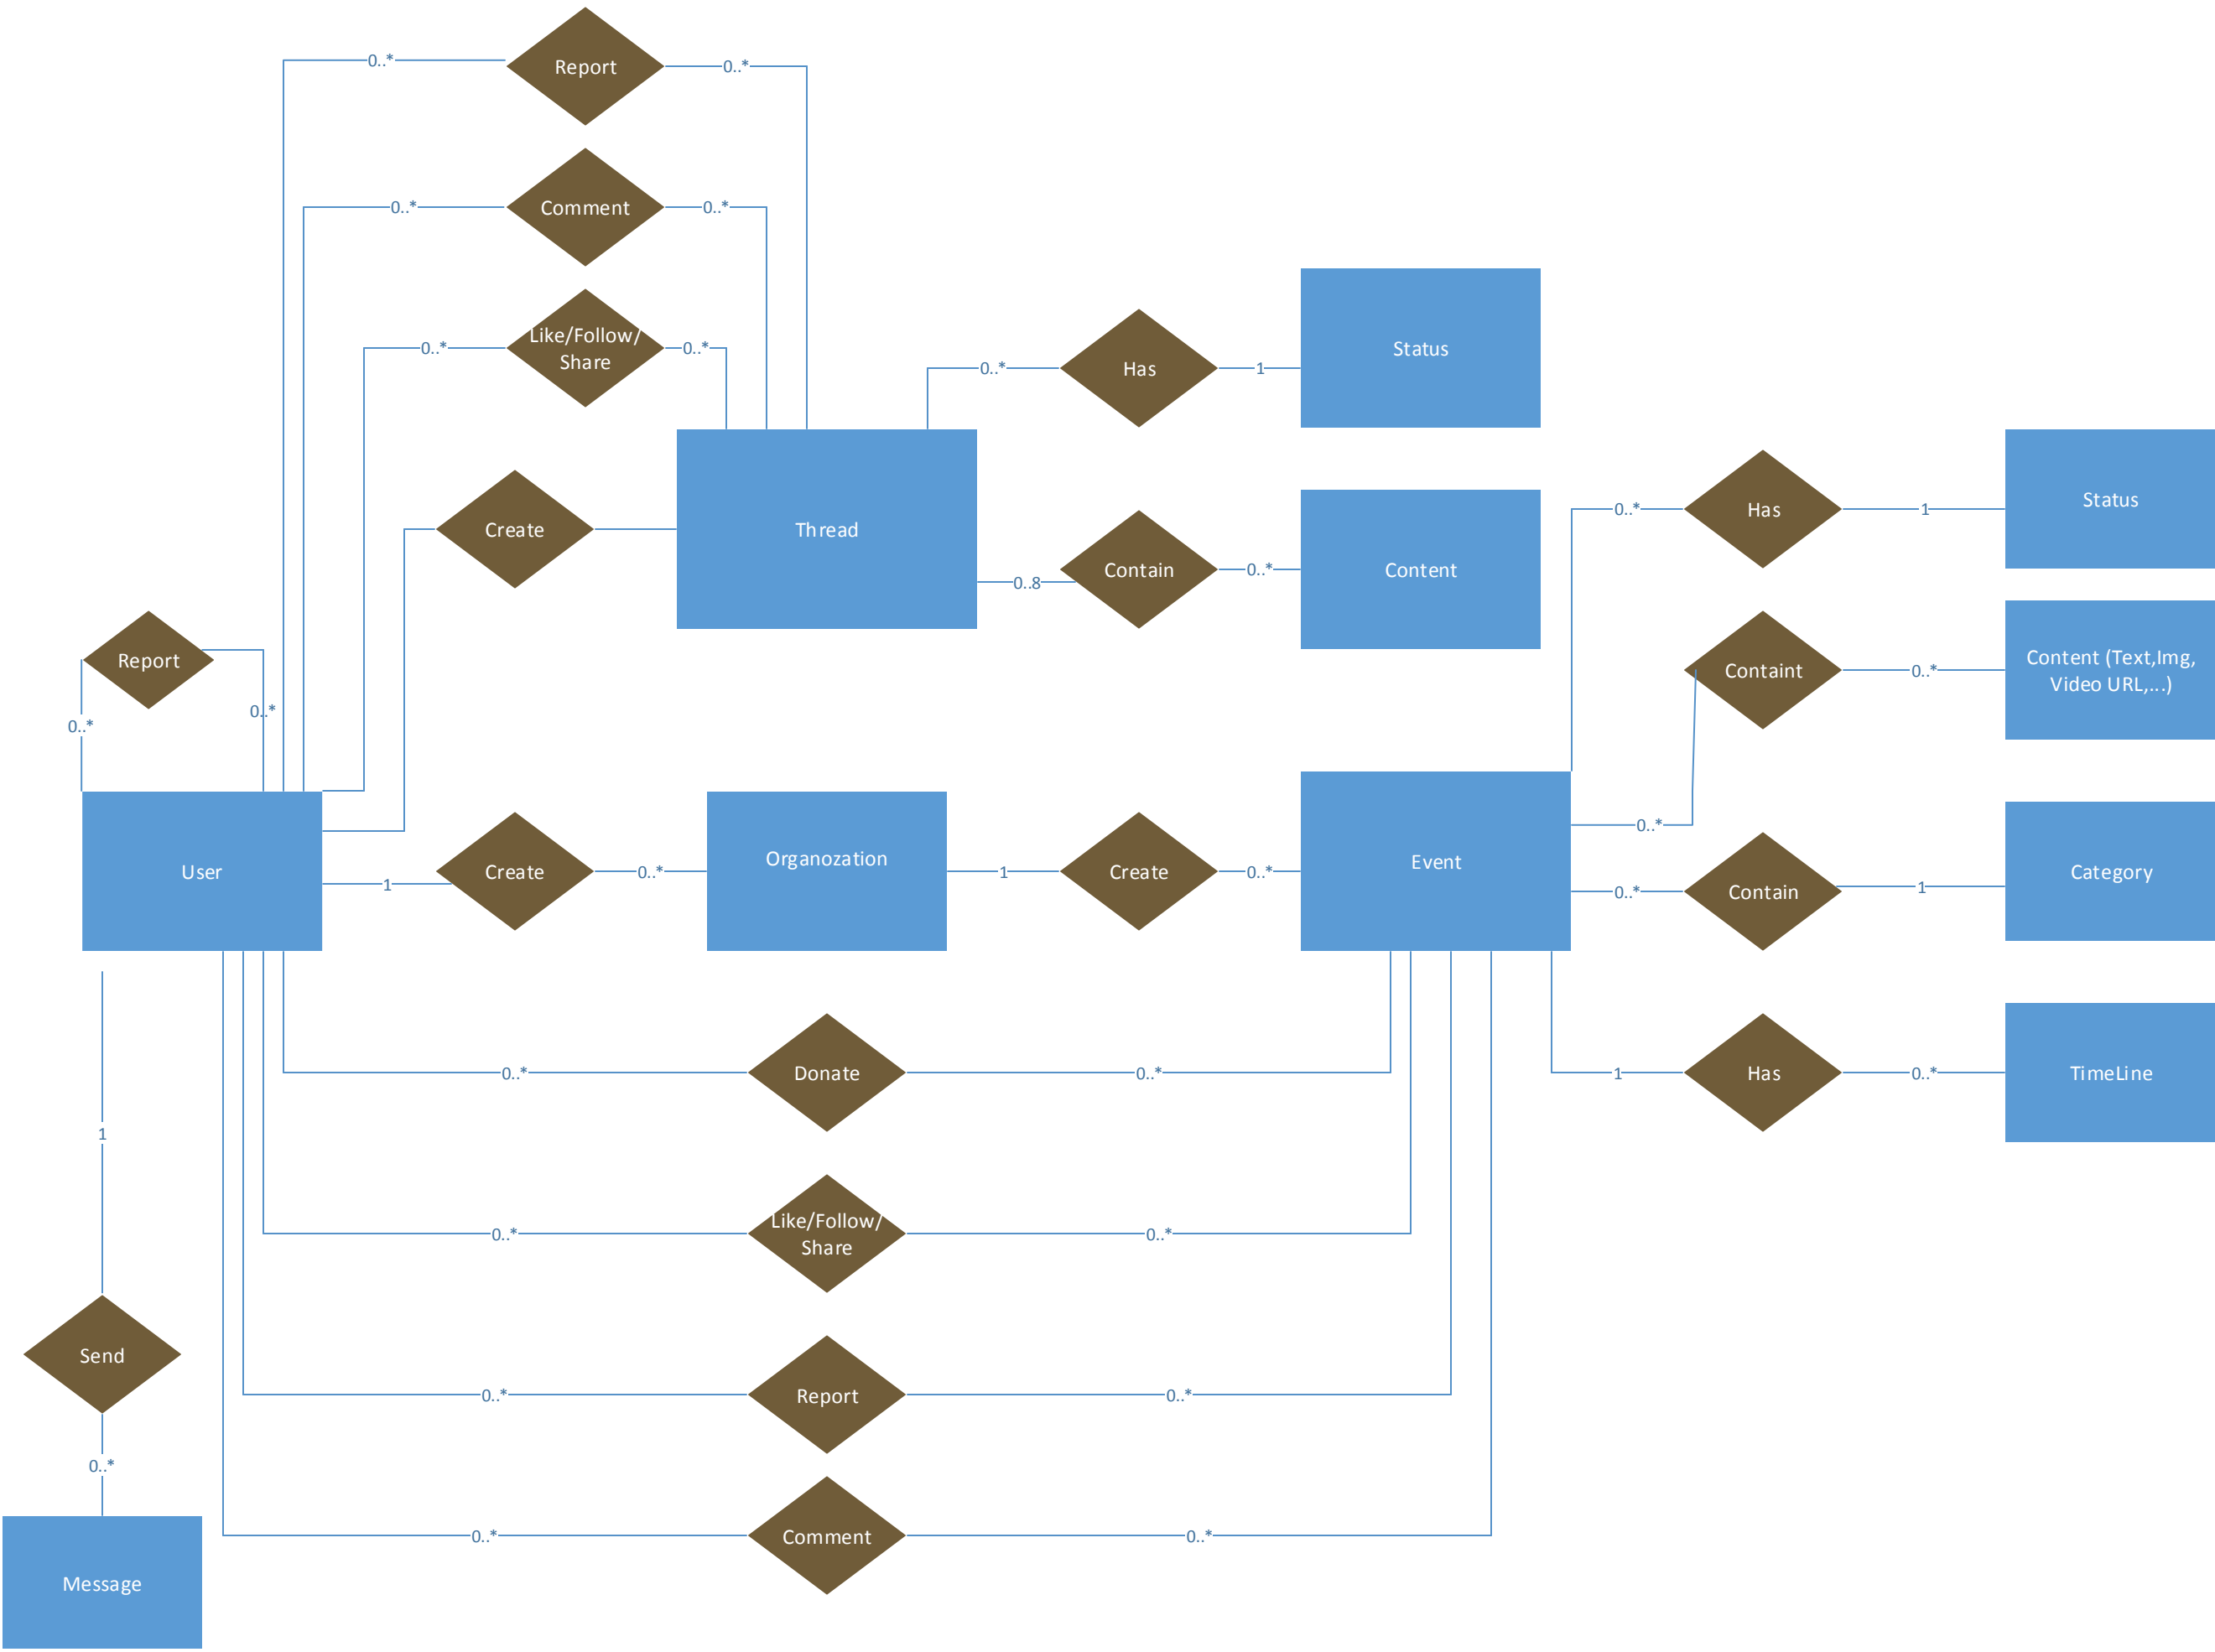 0..*
Report
0..*
0..*
Comment
0..*
0..*
Like/Follow/
Share
0..*
0..*
Has
1
Status
Create
Thread
0..8
Contain
0..*
Content
0..*
Has
1
Status
Report
0..*
0..*
Containt
0..*
Content (Text,Img,
Video URL,...)
0..*
User
1
Create
0..*
Organozation
1
Create
0..*
Event
0..*
Contain
1
Category
0..*
Donate
0..*
1
Has
0..*
TimeLine
1
0..*
Like/Follow/
Share
0..*
Send
0..*
Report
0..*
0..*
0..*
Comment
0..*
Message